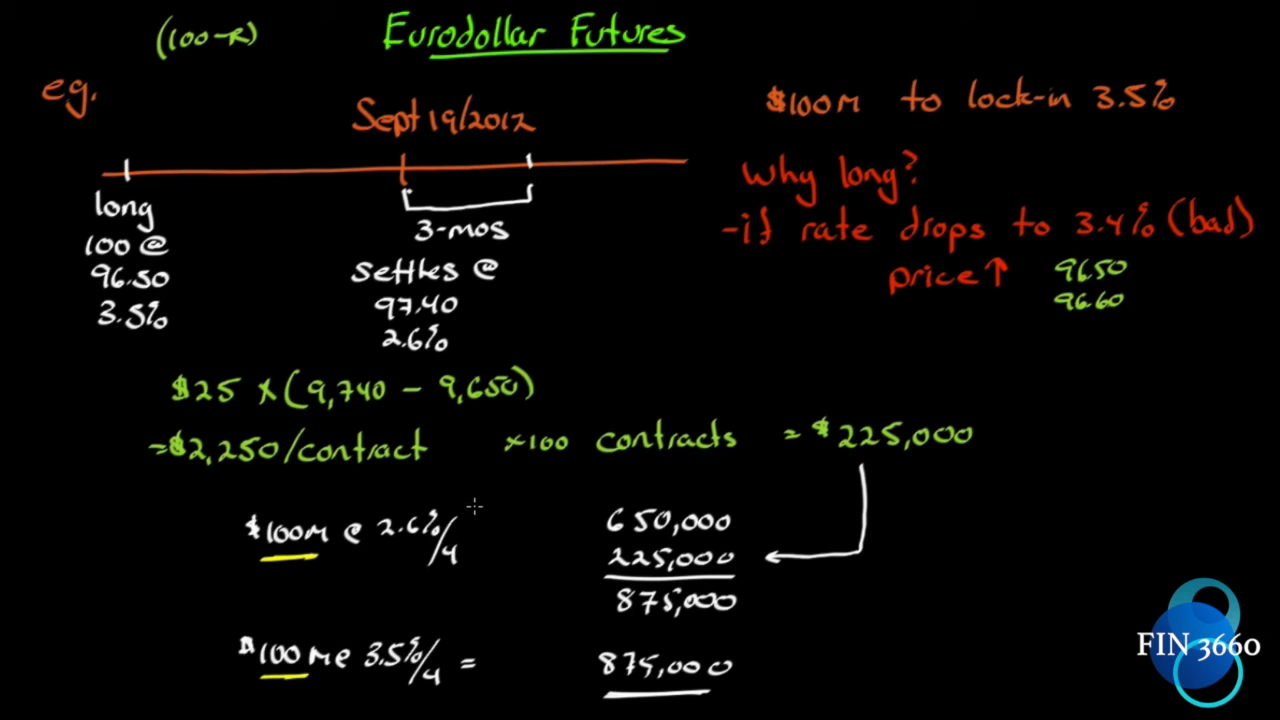 (100-R)
Eurodollar Futures
eg.
Sept 19/2012
$100M to lock-in 3.5%
long
100 @
96.50
3.5%
3-mos
settles @
97.40
2.6%
Why long?
-if rate drops to 3.4% (bad)
price↑
96.50
96.60
$25 × (9,740 - 9,650)
=$2,250/contract ×100 contracts = $225,000
$100M @ 2.6%/4
650,000
225,000
875,000
$100M @ 3.5%/4 = 875,000
FIN 3660